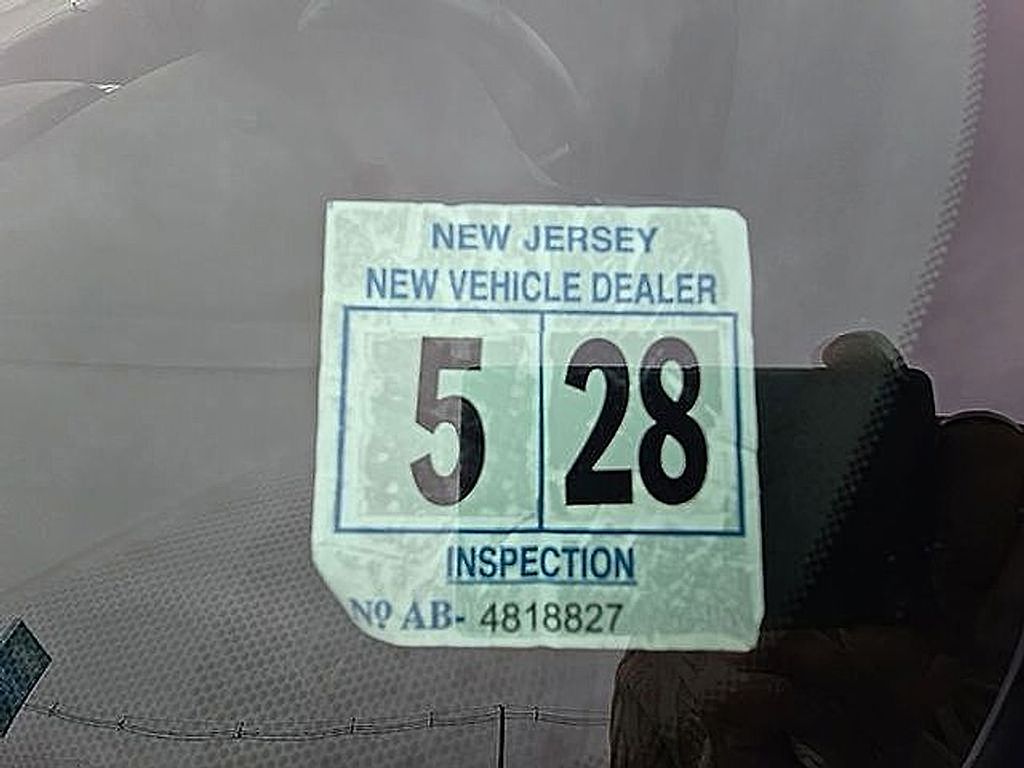 NEW JERSEY
NEW VEHICLE DEALER
5 28
INSPECTION
Nº AB- 4818827